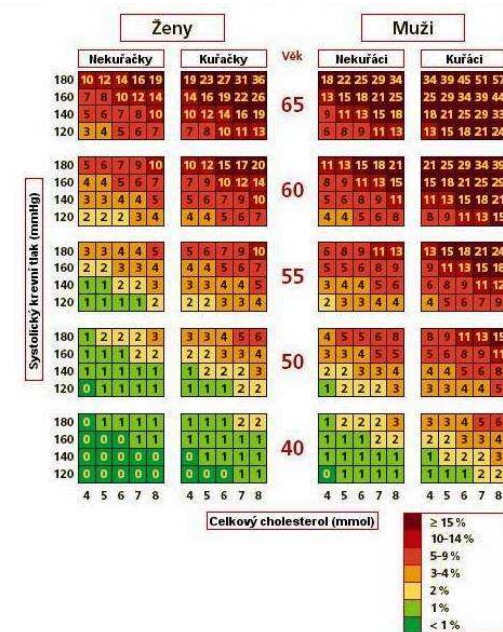 Ženy Muži
Nekuřačky Kuřačky Věk Nekuřáci Kuřáci
180 10 12 14 16 19 19 23 27 31 36 18 22 25 29 34 34 39 45 51 57
160 7 8 10 12 14 14 16 19 22 26 13 15 18 21 25 25 29 34 39 44
65
140 5 6 7 8 10 10 12 14 16 19 9 11 13 15 18 18 21 25 29 33
120 3 4 5 6 7 7 8 10 11 13 6 8 9 11 13 13 15 18 21 24
180 5 6 7 9 10 10 12 15 17 20 11 13 15 18 21 21 25 29 34 39
160 4 4 5 6 7 7 9 10 12 14 8 9 11 13 15 15 18 21 25 29
60
140 3 3 4 4 5 5 6 7 9 10 5 6 8 9 11 11 13 15 18 21
120 2 2 2 3 4 4 4 5 6 7 4 4 5 6 8 8 9 11 13 15
Systolický krevní tlak (mmHg)
180 3 3 4 4 5 5 6 7 9 10 6 8 9 11 13 13 15 18 21 24
160 2 2 3 3 4 4 4 5 6 7 5 5 6 8 9 9 11 13 15 18
55
140 1 1 2 2 3 3 3 4 4 5 3 4 4 5 6 6 8 9 11 12
120 1 1 1 1 2 2 2 3 3 4 2 3 3 4 4 4 5 6 7 9
180 1 2 2 2 3 3 3 4 5 6 4 5 5 6 8 8 9 11 13 15
160 1 1 1 2 2 2 2 3 3 4 3 3 4 5 5 5 6 8 9 11
50
140 1 1 1 1 1 1 2 2 2 3 2 2 3 3 4 4 4 5 6 8
120 0 1 1 1 1 1 1 1 2 2 1 2 2 2 3 3 3 4 4
180 0 1 1 1 1 1 1 1 2 2 1 2 2 2 3 3 3 4 5 6
160 0 0 0 1 1 1 1 1 1 1 1 1 1 2 2 2 2 3 3 4
40
140 0 0 0 0 0 0 1 1 1 1 0 1 1 1 1 1 2 2 2 3
120 0 0 0 0 0 0 0 0 1 1 0 0 1 1 1 1 1 1 2 2
4 5 6 7 8 4 5 6 7 8 4 5 6 7 8 4 5 6 7 8
Celkový cholesterol (mmol)
≥ 15 %
10–14 %
5–9 %
3–4 %
2 %
1 %
< 1 %